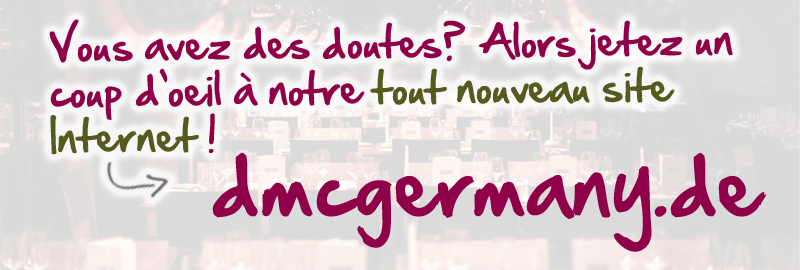 Vous avez des doutes? Alors jetez un
coup d'oeil à notre tout nouveau site
Internet !
dmcgermany.de